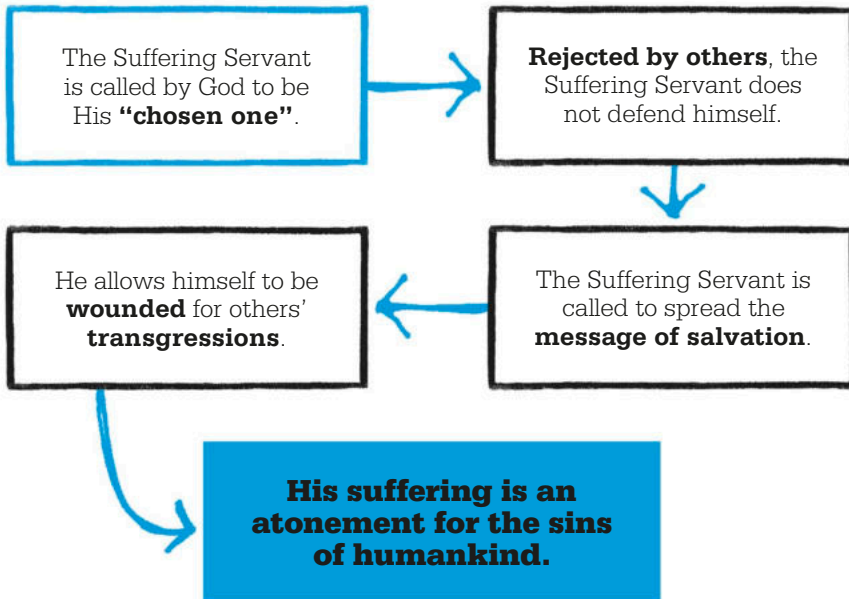 The Suffering Servant
is called by God to be
His “chosen one”.
Rejected by others, the
Suffering Servant does
not defend himself.
The Suffering Servant is
called to spread the
message of salvation.
He allows himself to be
wounded for others’
transgressions.
His suffering is an
atonement for the sins
of humankind.